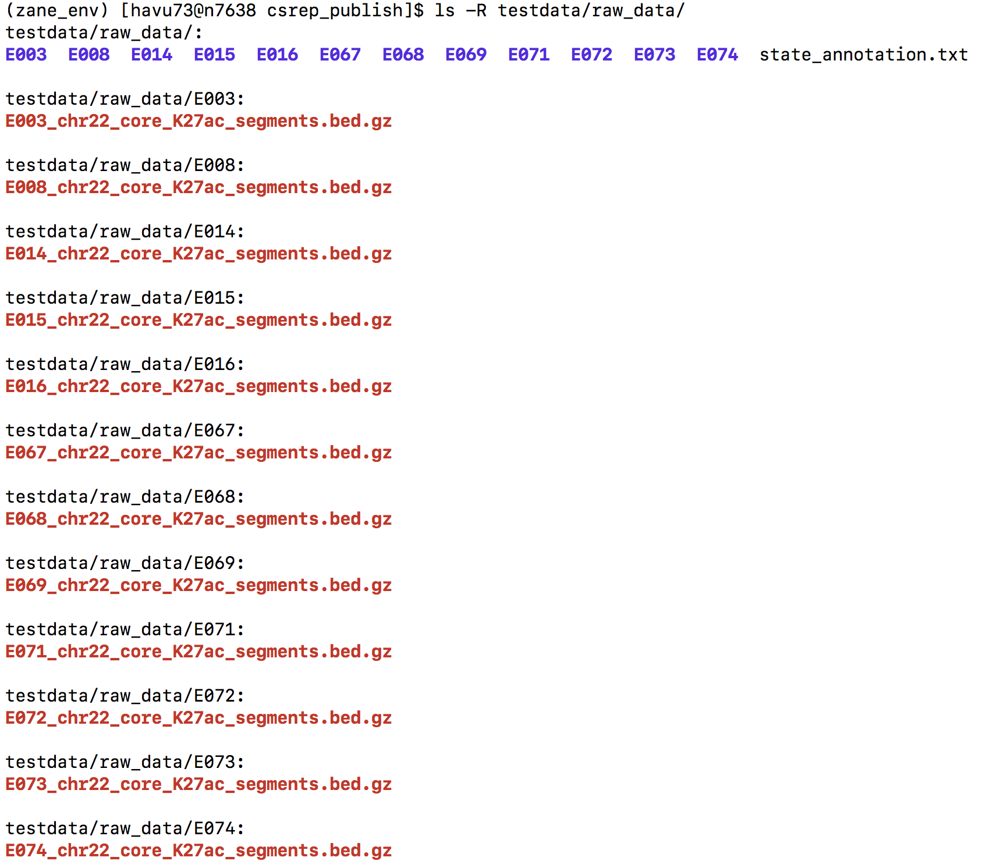 (zane_env) [havu73@n7638 csrep_publish]$ ls -R testdata/raw_data/
testdata/raw_data/:
E003  E008  E014  E015  E016  E067  E068  E069  E071  E072  E073  E074  state_annotation.txt

testdata/raw_data/E003:
E003_chr22_core_K27ac_segments.bed.gz

testdata/raw_data/E008:
E008_chr22_core_K27ac_segments.bed.gz

testdata/raw_data/E014:
E014_chr22_core_K27ac_segments.bed.gz

testdata/raw_data/E015:
E015_chr22_core_K27ac_segments.bed.gz

testdata/raw_data/E016:
E016_chr22_core_K27ac_segments.bed.gz

testdata/raw_data/E067:
E067_chr22_core_K27ac_segments.bed.gz

testdata/raw_data/E068:
E068_chr22_core_K27ac_segments.bed.gz

testdata/raw_data/E069:
E069_chr22_core_K27ac_segments.bed.gz

testdata/raw_data/E071:
E071_chr22_core_K27ac_segments.bed.gz

testdata/raw_data/E072:
E072_chr22_core_K27ac_segments.bed.gz

testdata/raw_data/E073:
E073_chr22_core_K27ac_segments.bed.gz

testdata/raw_data/E074:
E074_chr22_core_K27ac_segments.bed.gz